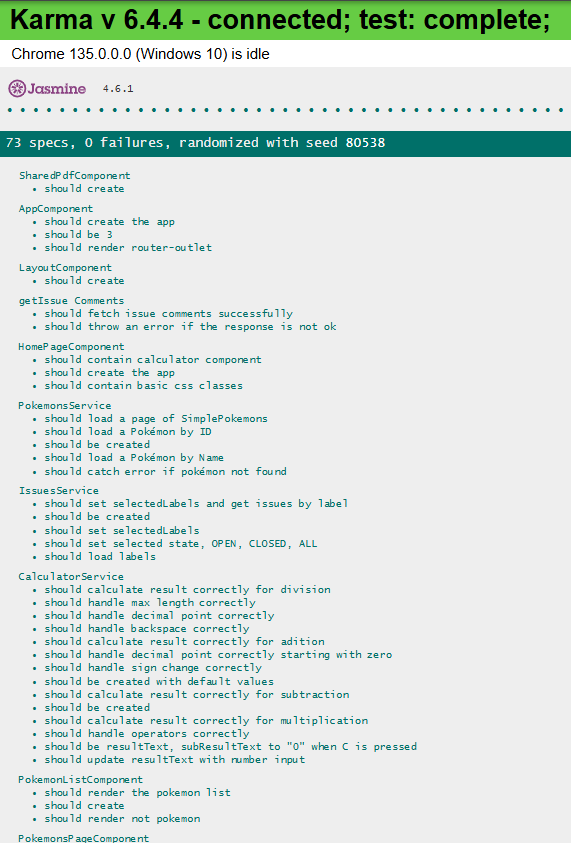 Karma v 6.4.4 - connected; test: complete;
Chrome 135.0.0.0 (Windows 10) is idle
Jasmine 4.6.1
• • • • • • • • • • • • • • • • • • • • • • • • • • • • • • • • • • • • • • • • • • •
73 specs, 0 failures, randomized with seed 80538
SharedPdfComponent
• should create
AppComponent
• should create the app
• should be 3
• should render router-outlet
LayoutComponent
• should create
getIssue Comments
• should fetch issue comments successfully
• should throw an error if the response is not ok
HomePageComponent
• should contain calculator component
• should create the app
• should contain basic css classes
PokemonsService
• should load a page of SimplePokemons
• should load a Pokémon by ID
• should be created
• should load a Pokémon by Name
• should catch error if pokémon not found
IssuesService
• should set selectedLabels and get issues by label
• should be created
• should set selectedLabels
• should set selected state, OPEN, CLOSED, ALL
• should load labels
CalculatorService
• should calculate result correctly for division
• should handle max length correctly
• should handle decimal point correctly
• should handle backspace correctly
• should calculate result correctly for adition
• should handle decimal point correctly starting with zero
• should handle sign change correctly
• should be created with default values
• should calculate result correctly for subtraction
• should be created
• should calculate result correctly for multiplication
• should handle operators correctly
• should be resultText, subResultText to "0" when C is pressed
• should update resultText with number input
PokemonListComponent
• should render the pokemon list
• should create
• should render not pokemon
PokemonsPageComponent